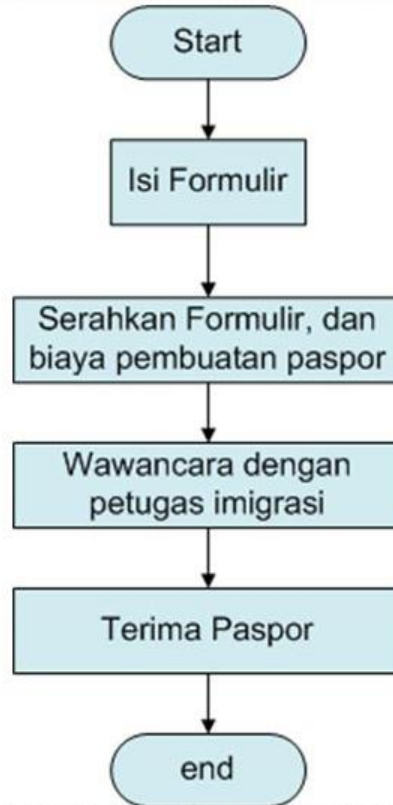 Start
Isi Formulir
Serahkan Formulir, dan
biaya pembuatan paspor
Wawancara dengan
petugas imigrasi
Terima Paspor
end